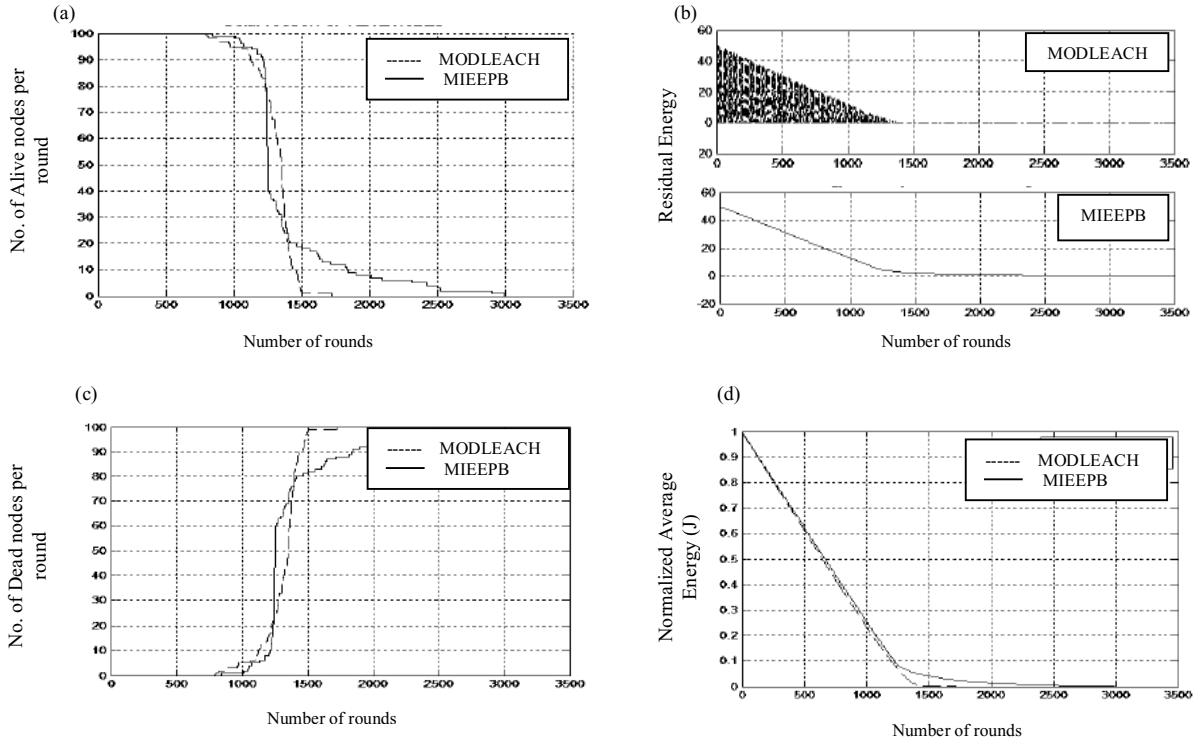 (a)
100
90
80
70
60
50
40
30
20
10
0
No. of Alive nodes per
round
MODLEACH
MIEEPB
0 500 1000 1500 2000 2500 3000 3500
Number of rounds
(b)
60
40
20
0
20
Residual Energy
MODLEACH
0 500 1000 1500 2000 2500 3000 3500
60
40
20
0
-20
MIEEPB
0 500 1000 1500 2000 2500 3000 3500
Number of rounds
(c)
100
90
80
70
60
50
40
30
20
10
0
No. of Dead nodes per
round
MODLEACH
MIEEPB
0 500 1000 1500 2000 2500 3000 3500
Number of rounds
(d)
1
0.9
0.8
0.7
0.6
0.5
0.4
0.3
0.2
0.1
0
Normalized Average
Energy (J)
MODLEACH
MIEEPB
0 500 1000 1500 2000 2500 3000 3500
Number of rounds